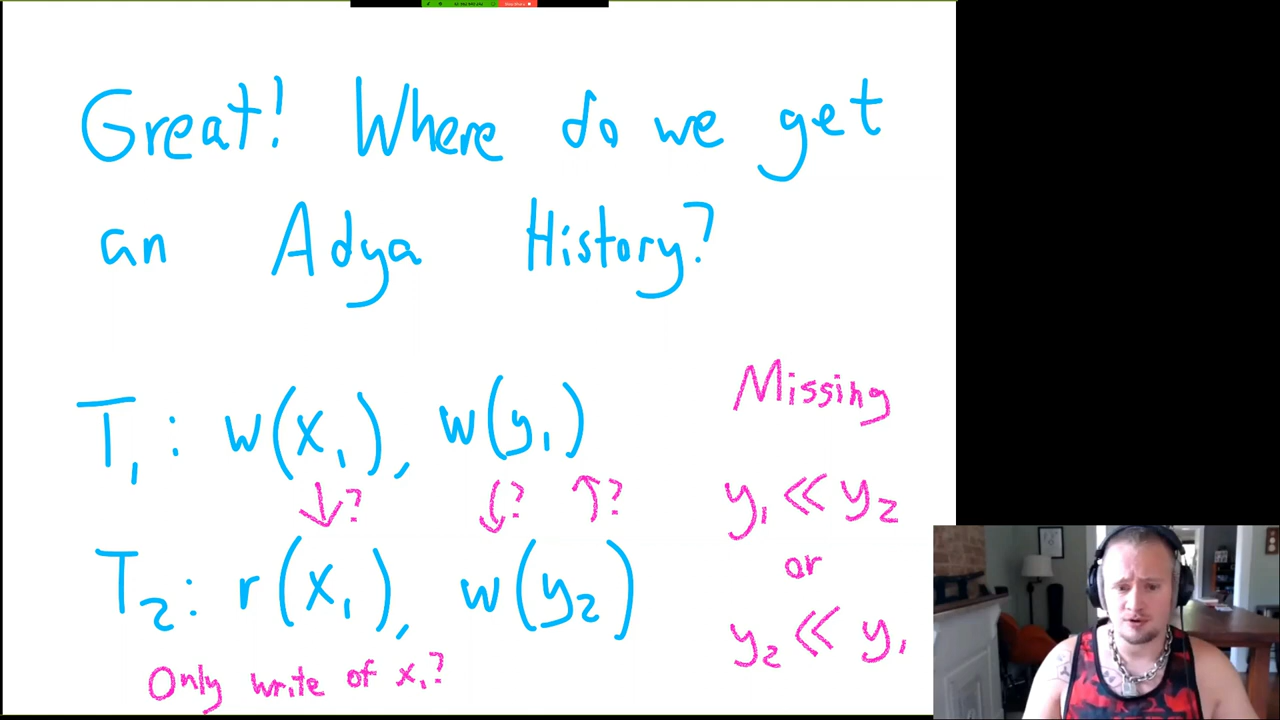 Great! Where do we get
an Adya History?
Missing
T₁: w(x₁), w(y₁)
↓? ↓? ↑?
y₁ ≪ y₂
or
T₂: r(x₁), w(y₂)
y₂ ≪ y₁
Only write of x₁?